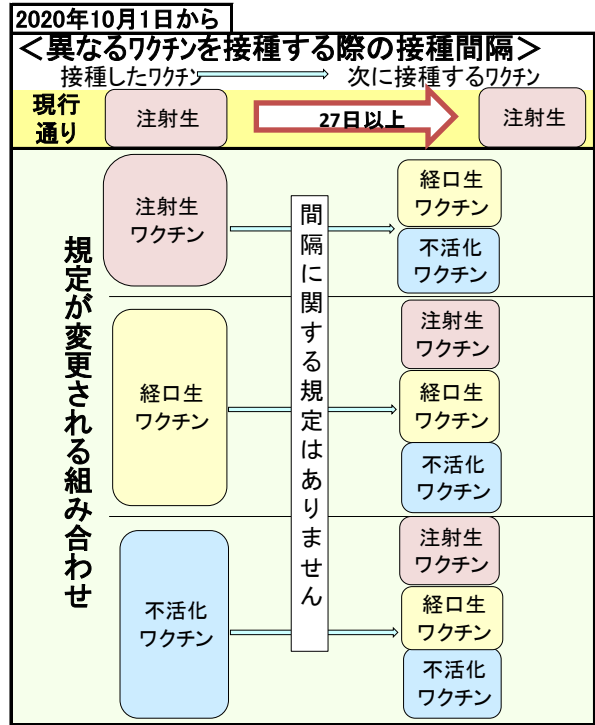 2020年10月1日から
＜異なるワクチンを接種する際の接種間隔＞
接種したワクチン 次に接種するワクチン
現行
通り
注射生
27日以上
注射生
規定が変更される組み合わせ
間隔に関する規定はありません
注射生
ワクチン
経口生
ワクチン
不活化
ワクチン
経口生
ワクチン
注射生
ワクチン
経口生
ワクチン
不活化
ワクチン
不活化
ワクチン
注射生
ワクチン
経口生
ワクチン
不活化
ワクチン